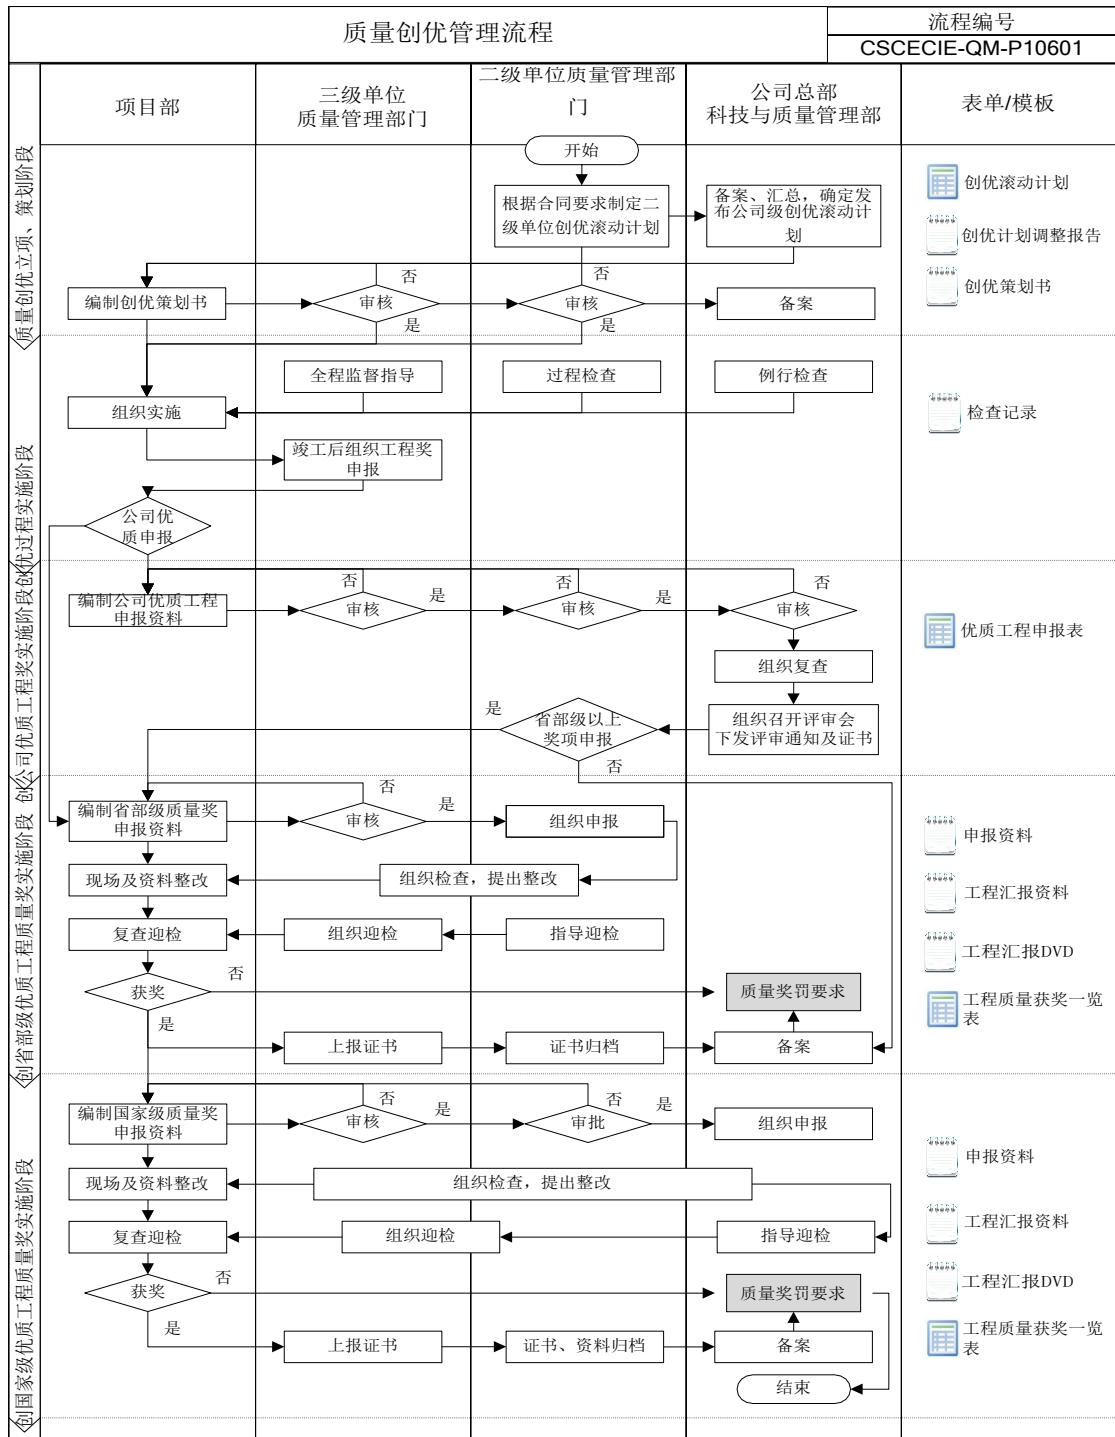 质量创优管理流程
流程编号
CSCECIE-QM-P10601
项目部
三级单位
质量管理部门
二级单位质量管理部
门
公司总部
科技与质量管理部
表单/模板
质量创优立项、策划阶段
开始
根据合同要求制定二
级单位创优滚动计划
备案、汇总，确定发
布公司级创优滚动计
划
创优滚动计划
创优计划调整报告
创优策划书
编制创优策划书
否
审核
是
否
审核
是
备案
创优过程实施阶段
全程监督指导
过程检查
例行检查
组织实施
检查记录
竣工后组织工程奖
申报
公司优
质申报
创公司优质工程奖实施阶段
编制公司优质工程
申报资料
否
审核
是
否
审核
是
否
审核
优质工程申报表
组织复查
是
省部级以上
奖项申报
否
组织召开评审会
下发评审通知及证书
创省部级优质工程质量奖实施阶段
编制省部级质量奖
申报资料
否
审核
是
组织申报
申报资料
现场及资料整改
组织检查，提出整改
工程汇报资料
复查迎检
组织迎检
指导迎检
工程汇报DVD
获奖
否
是
质量奖罚要求
工程质量获奖一览
表
上报证书
证书归档
备案
创国家级优质工程质量奖实施阶段
编制国家级质量奖
申报资料
否
审核
是
否
审批
是
组织申报
申报资料
现场及资料整改
组织检查，提出整改
工程汇报资料
复查迎检
组织迎检
指导迎检
工程汇报DVD
获奖
否
是
质量奖罚要求
工程质量获奖一览
表
上报证书
证书、资料归档
备案
结束